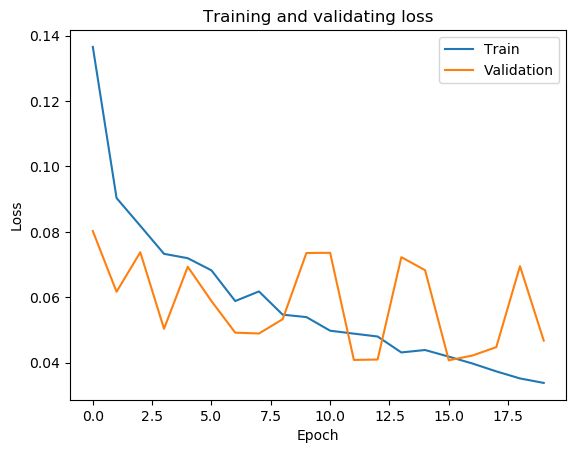 Training and validating loss
0.14
0.12
0.10
0.08
0.06
0.04
Loss
Train
Validation
0.0 2.5 5.0 7.5 10.0 12.5 15.0 17.5
Epoch